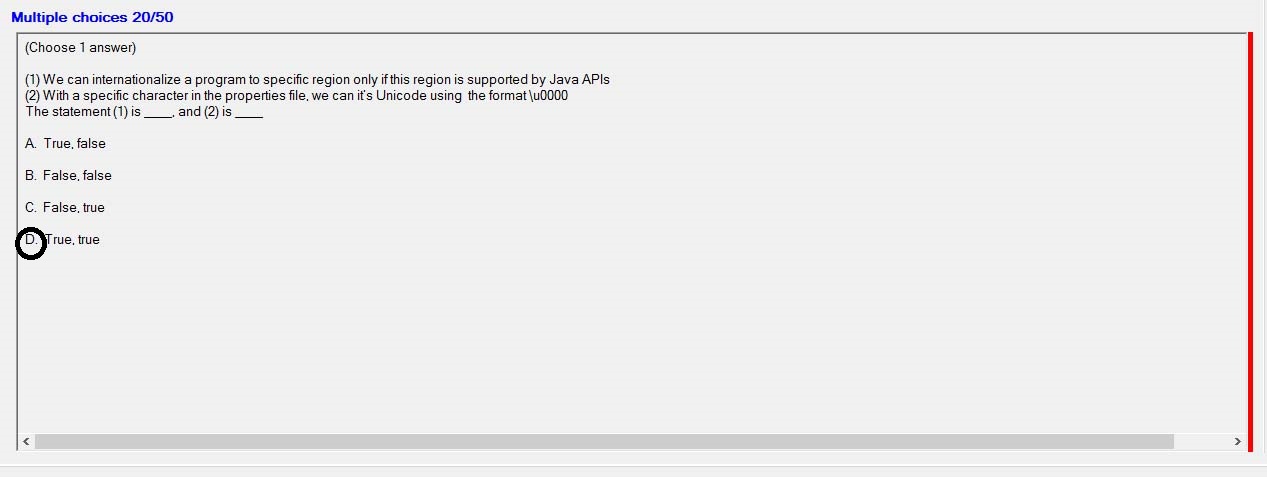 Multiple choices 20/50
(Choose 1 answer)
(1) We can internationalize a program to specific region only if this region is supported by Java APIs
(2) With a specific character in the properties file, we can it's Unicode using the format \u0000
The statement (1) is ____, and (2) is ____
A. True, false
B. False, false
C. False, true
D. True, true